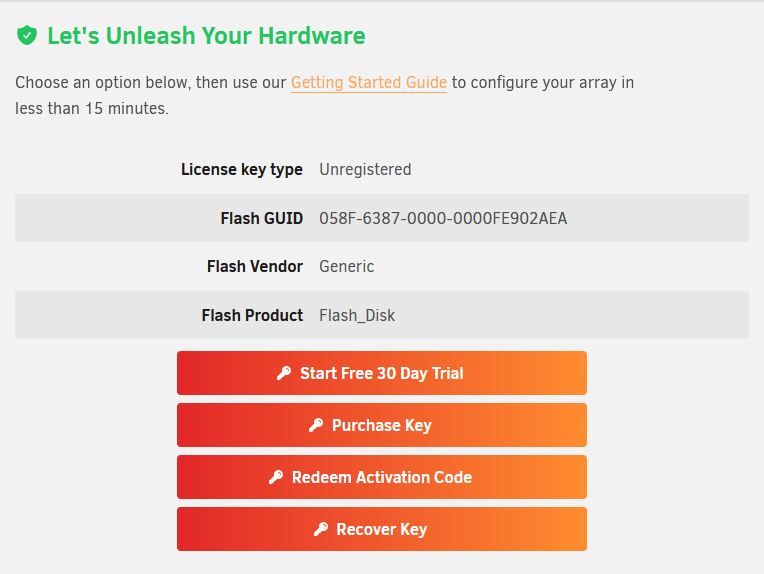 Let's Unleash Your Hardware
Choose an option below, then use our Getting Started Guide to configure your array in
less than 15 minutes.
License key type Unregistered
Flash GUID 058F-6387-0000-0000FE902AEA
Flash Vendor Generic
Flash Product Flash_Disk
Start Free 30 Day Trial
Purchase Key
Redeem Activation Code
Recover Key